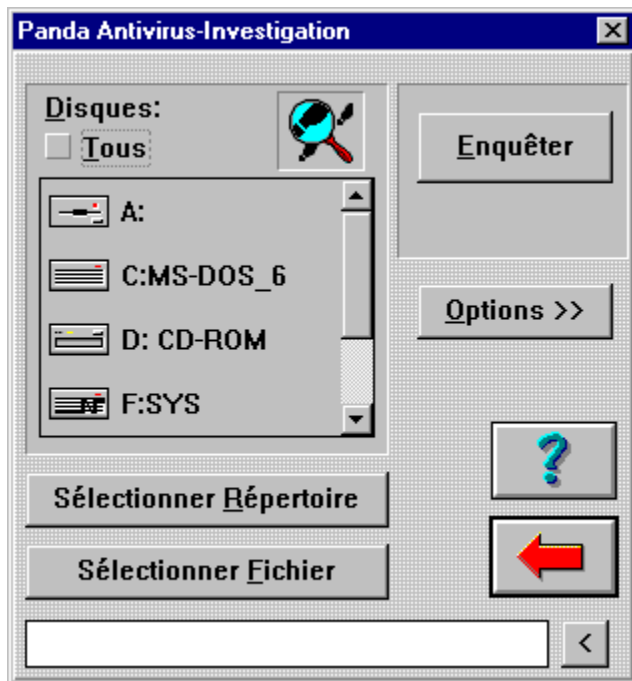 Panda Antivirus-Investigation
Disques:
Tous
A:
C:MS-DOS_6
D: CD-ROM
F:SYS
Enquêter
Options >>
?
Sélectionner Répertoire
Sélectionner Fichier
<